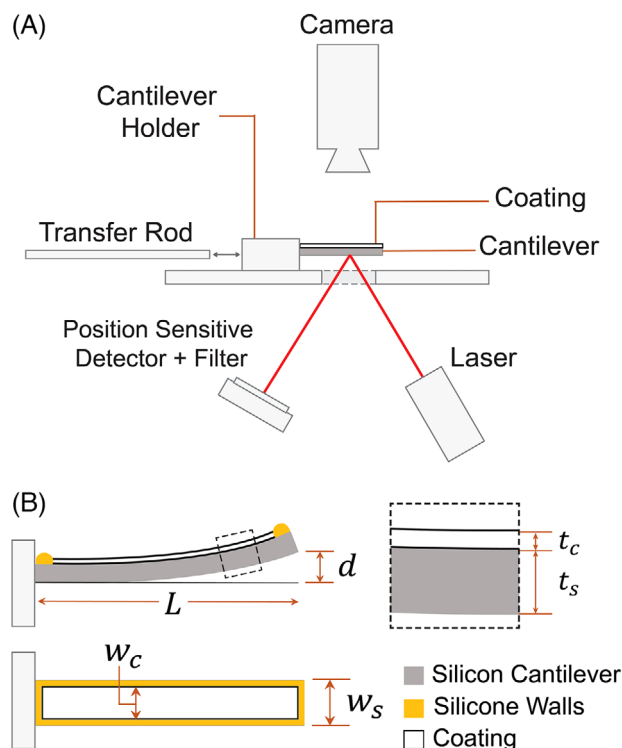 (A)
Camera
Cantilever
Holder
Coating
Transfer Rod
Cantilever
Position Sensitive
Detector + Filter
Laser
(B)
d
L
t_c
t_s
w_c
w_s
Silicon Cantilever
Silicone Walls
Coating